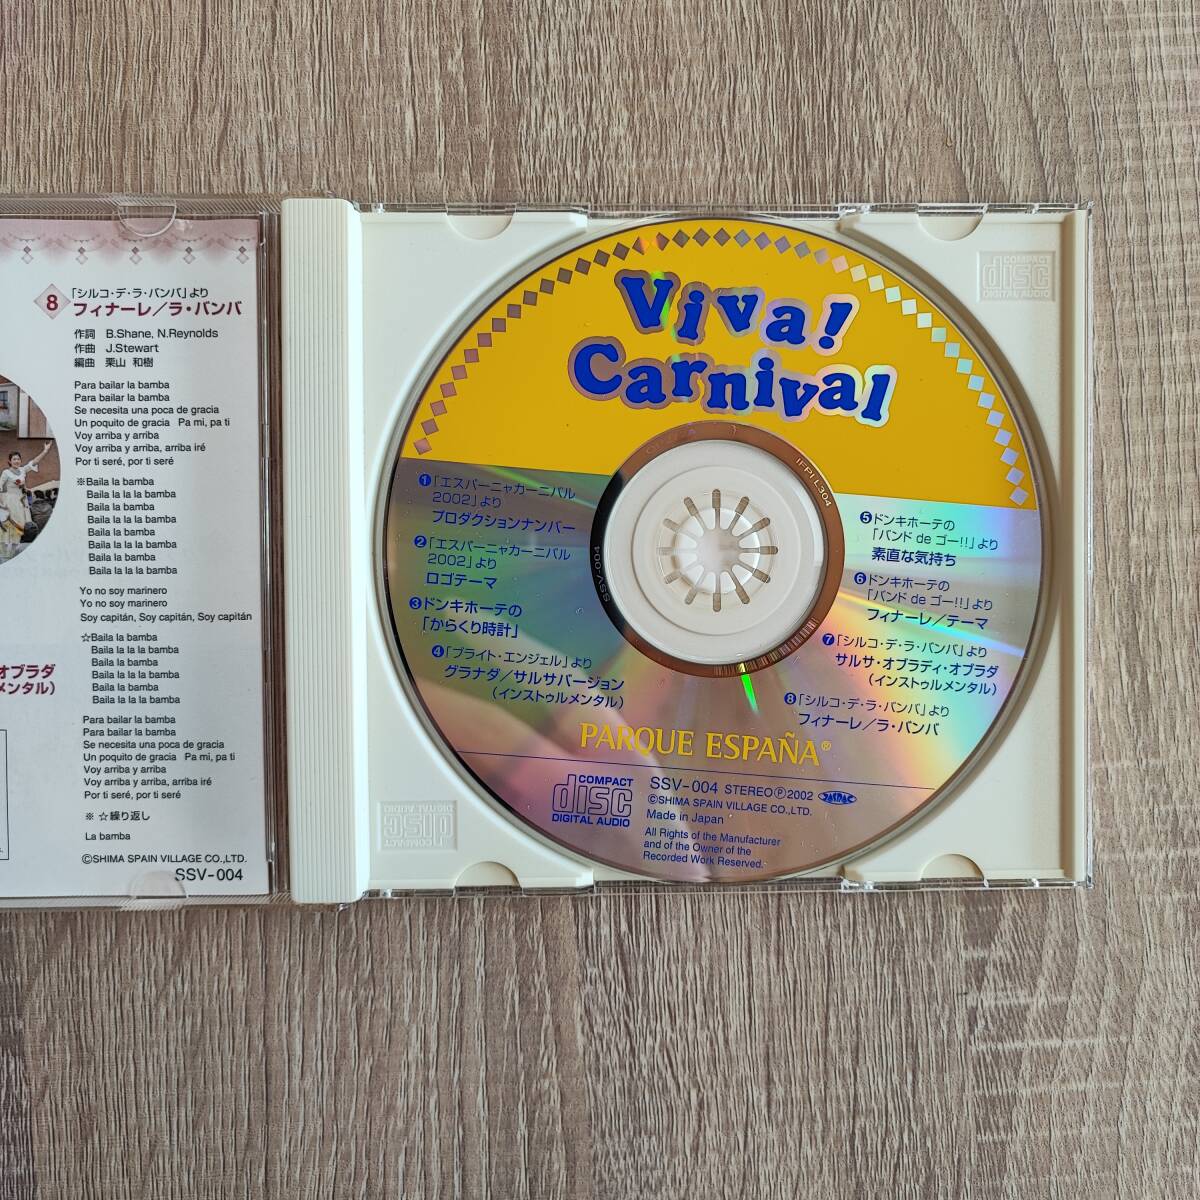 8
「シルコ・デ・ラ・バンバ」より
フィナーレ／ラ・バンバ
作詞 B.Shane, N.Reynolds
作曲 J.Stewart
編曲 栗山 和樹
Para bailar la bamba
Para bailar la bamba
Se necesita una poca de gracia
Un poquito de gracia Pa mi, pa ti
Voy arriba y arriba
Voy arriba y arriba, arriba iré
Por ti seré, por ti seré
※Baila la bamba
Baila la la la bamba
Baila la bamba
Baila la la la bamba
Baila la bamba
Baila la la la bamba
Baila la bamba
Baila la la la bamba
Yo no soy marinero
Yo no soy marinero
Soy capitán, Soy capitán, Soy capitán
☆Baila la bamba
Baila la la la bamba
Baila la bamba
Baila la la la bamba
Baila la bamba
Baila la la la bamba
Para bailar la bamba
Para bailar la bamba
Se necesita una poca de gracia
Un poquito de gracia Pa mi, pa ti
Voy arriba y arriba
Voy arriba y arriba, arriba iré
Por ti seré, por ti seré
※ ☆繰り返し
La bamba
ⒸSHIMA SPAIN VILLAGE CO.,LTD.
SSV-004
オブラダ
メンタル）
Viva!
Carnival
❶「エスパーニャカーニバル
2002」より
プロダクションナンバー
❷「エスパーニャカーニバル
2002」より
ロゴテーマ
❸ドンキホーテの
「からくり時計」
❹「ブライト・エンジェル」より
グラナダ／サルサバージョン
（インストゥルメンタル）
❺ドンキホーテの
「バンド de ゴー!!」より
素直な気持ち
❻ドンキホーテの
「バンド de ゴー!!」より
フィナーレ／テーマ
❼「シルコ・デ・ラ・バンバ」より
サルサ・オブラディ・オブラダ
（インストゥルメンタル）
❽「シルコ・デ・ラ・バンバ」より
フィナーレ／ラ・バンバ
IFPI L304
SSV-004
PARQUE ESPAÑA®
COMPACT
disc
DIGITAL AUDIO
SSV-004 STEREO Ⓟ2002 JASRAC
ⒸSHIMA SPAIN VILLAGE CO.,LTD.
Made in Japan
All Rights of the Manufacturer
and of the Owner of the
Recorded Work Reserved.
COMPACT
disc
DIGITAL AUDIO
COMPACT
disc
DIGITAL AUDIO